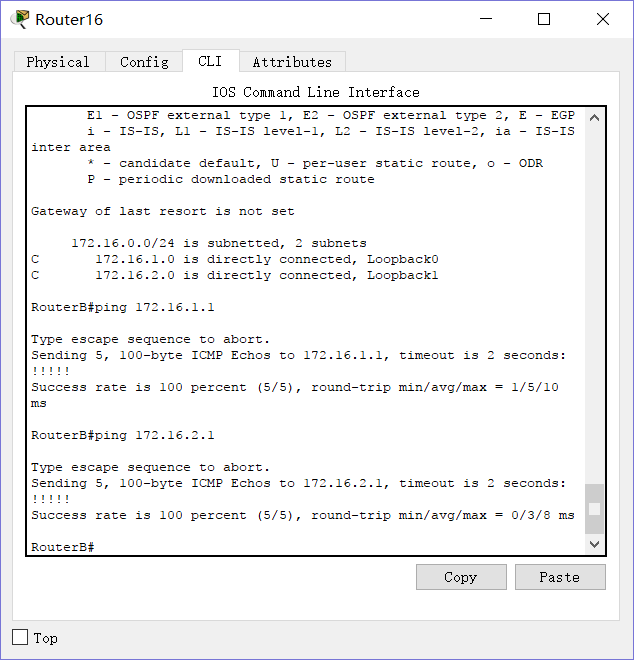 Router16
Physical Config CLI Attributes
IOS Command Line Interface
E1 - OSPF external type 1, E2 - OSPF external type 2, E - EGP
i - IS-IS, L1 - IS-IS level-1, L2 - IS-IS level-2, ia - IS-IS
inter area
* - candidate default, U - per-user static route, o - ODR
P - periodic downloaded static route
Gateway of last resort is not set
172.16.0.0/24 is subnetted, 2 subnets
C 172.16.1.0 is directly connected, Loopback0
C 172.16.2.0 is directly connected, Loopback1
RouterB#ping 172.16.1.1
Type escape sequence to abort.
Sending 5, 100-byte ICMP Echos to 172.16.1.1, timeout is 2 seconds:
!!!!!
Success rate is 100 percent (5/5), round-trip min/avg/max = 1/5/10
ms
RouterB#ping 172.16.2.1
Type escape sequence to abort.
Sending 5, 100-byte ICMP Echos to 172.16.2.1, timeout is 2 seconds:
!!!!!
Success rate is 100 percent (5/5), round-trip min/avg/max = 0/3/8 ms
RouterB#
Copy Paste
Top